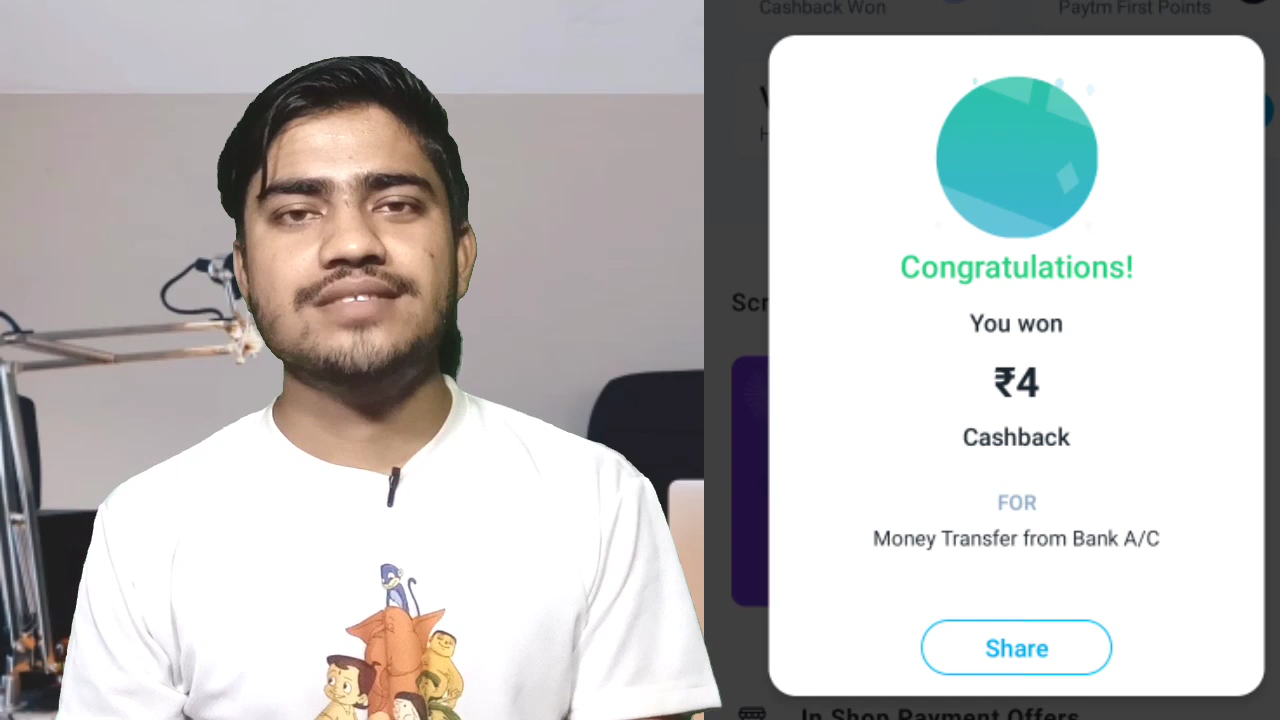 Cashback Won
Paytm First Points
Congratulations!
You won
₹4
Cashback
FOR
Money Transfer from Bank A/C
Share
In Shop Payment Offers